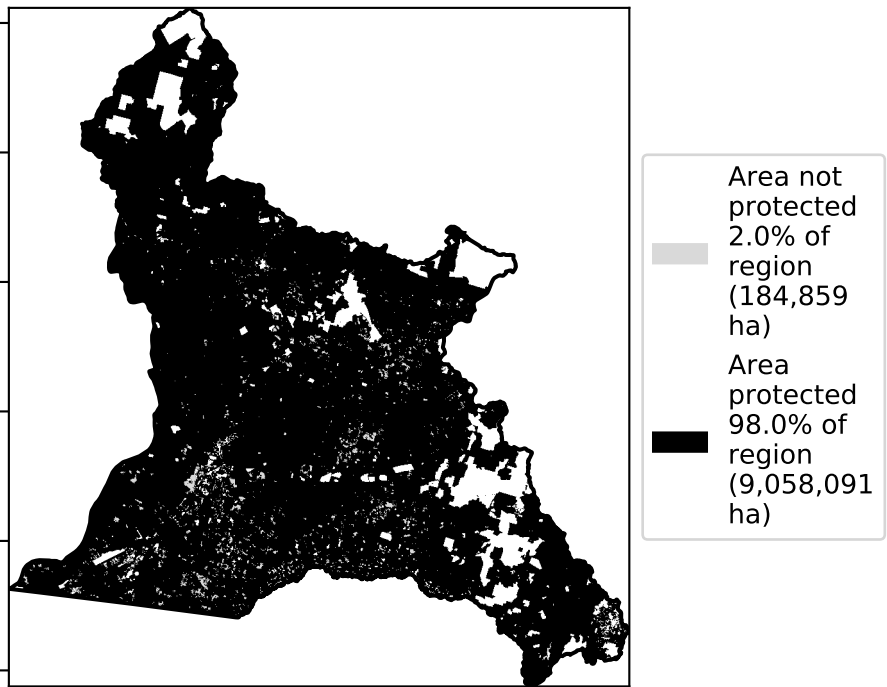 Area not
protected
2.0% of
region
(184,859
ha)
Area
protected
98.0% of
region
(9,058,091
ha)